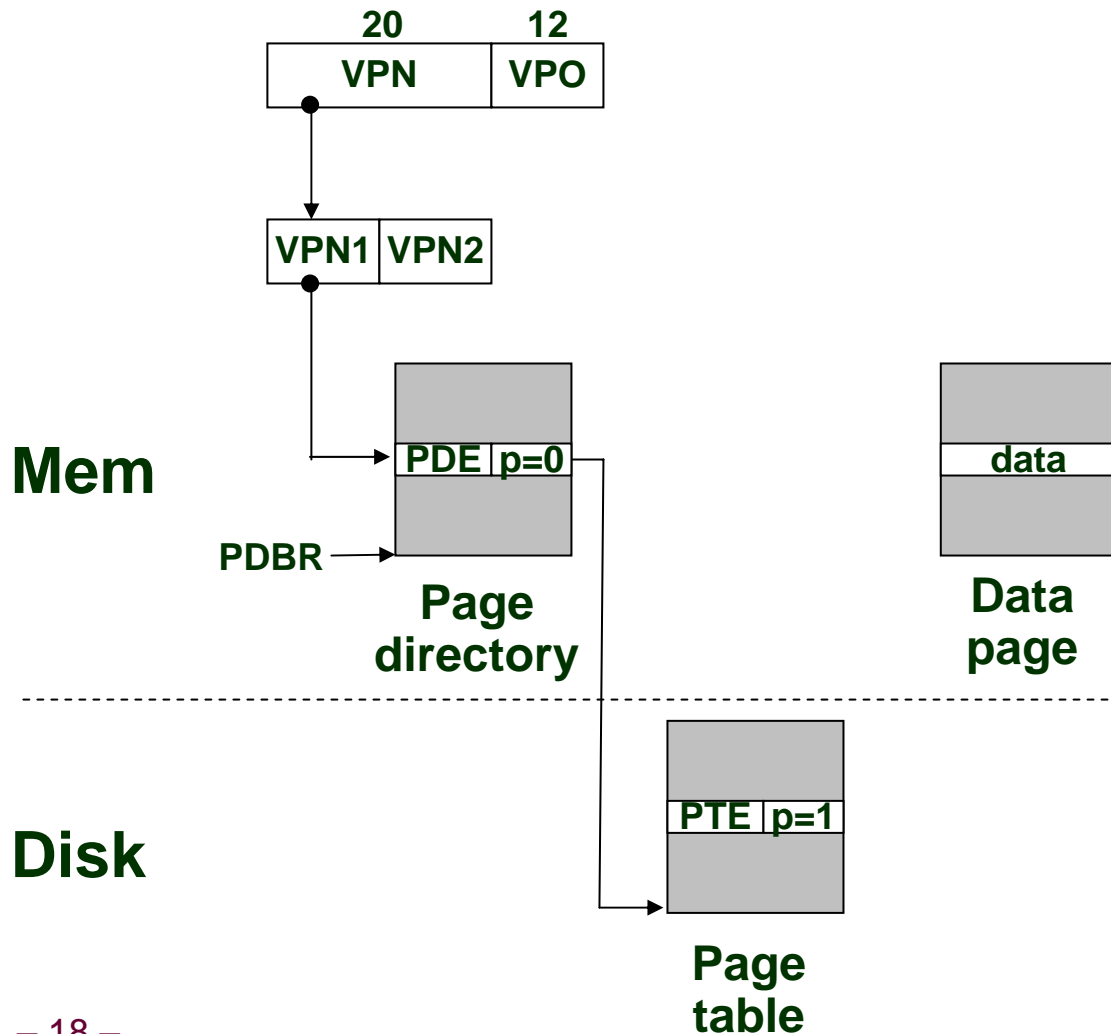 20 12
VPN VPO
VPN1 VPN2
Mem
PDE p=0
data
PDBR
Page
directory
Data
page
Disk
PTE p=1
Page
table
– 18 –